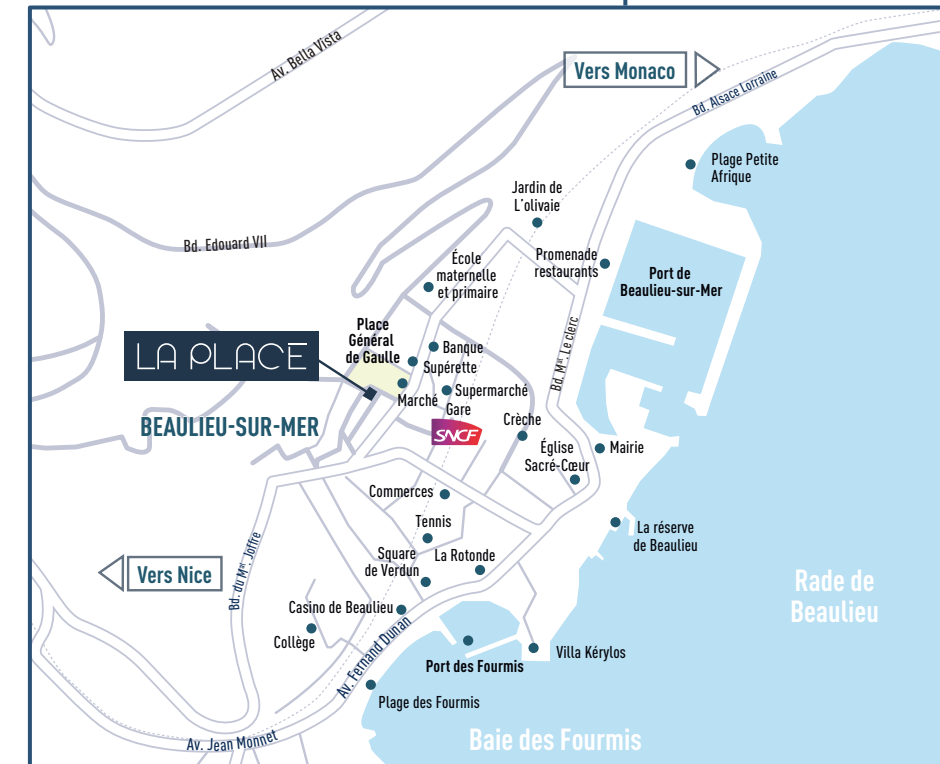 Av. Bella Vista
Vers Monaco
Bd. Alsace Lorraine
Plage Petite
Afrique
Jardin de
L'olivaie
Bd. Edouard VII
Promenade
restaurants
École
maternelle
et primaire
Port de
Beaulieu-sur-Mer
Place
Général
de Gaulle
LA PLACE
Banque
Supérette
Bd. Mal Le clerc
Supermarché
Marché
Gare
SNCF
BEAULIEU-SUR-MER
Crèche
Église
Sacré-Cœur
Mairie
Commerces
Tennis
La réserve
de Beaulieu
Square
de Verdun
La Rotonde
Vers Nice
Bd. du Mal Joffre
Rade de
Beaulieu
Casino de Beaulieu
Collège
Av. Fernand Dunan
Port des Fourmis
Villa Kérylos
Plage des Fourmis
Av. Jean Monnet
Baie des Fourmis